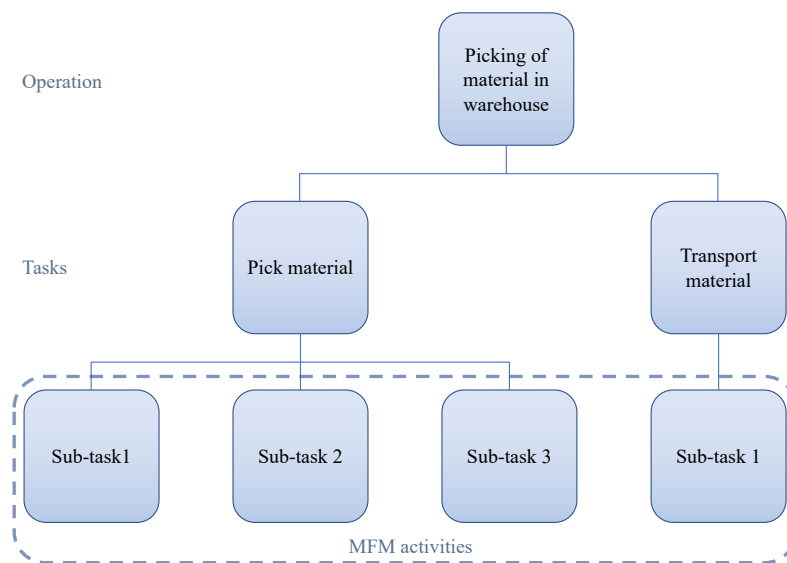 Picking of
material in
warehouse
Operation
Tasks
Pick material
Transport
material
Sub-task1
Sub-task 2
Sub-task 3
Sub-task 1
MFM activities